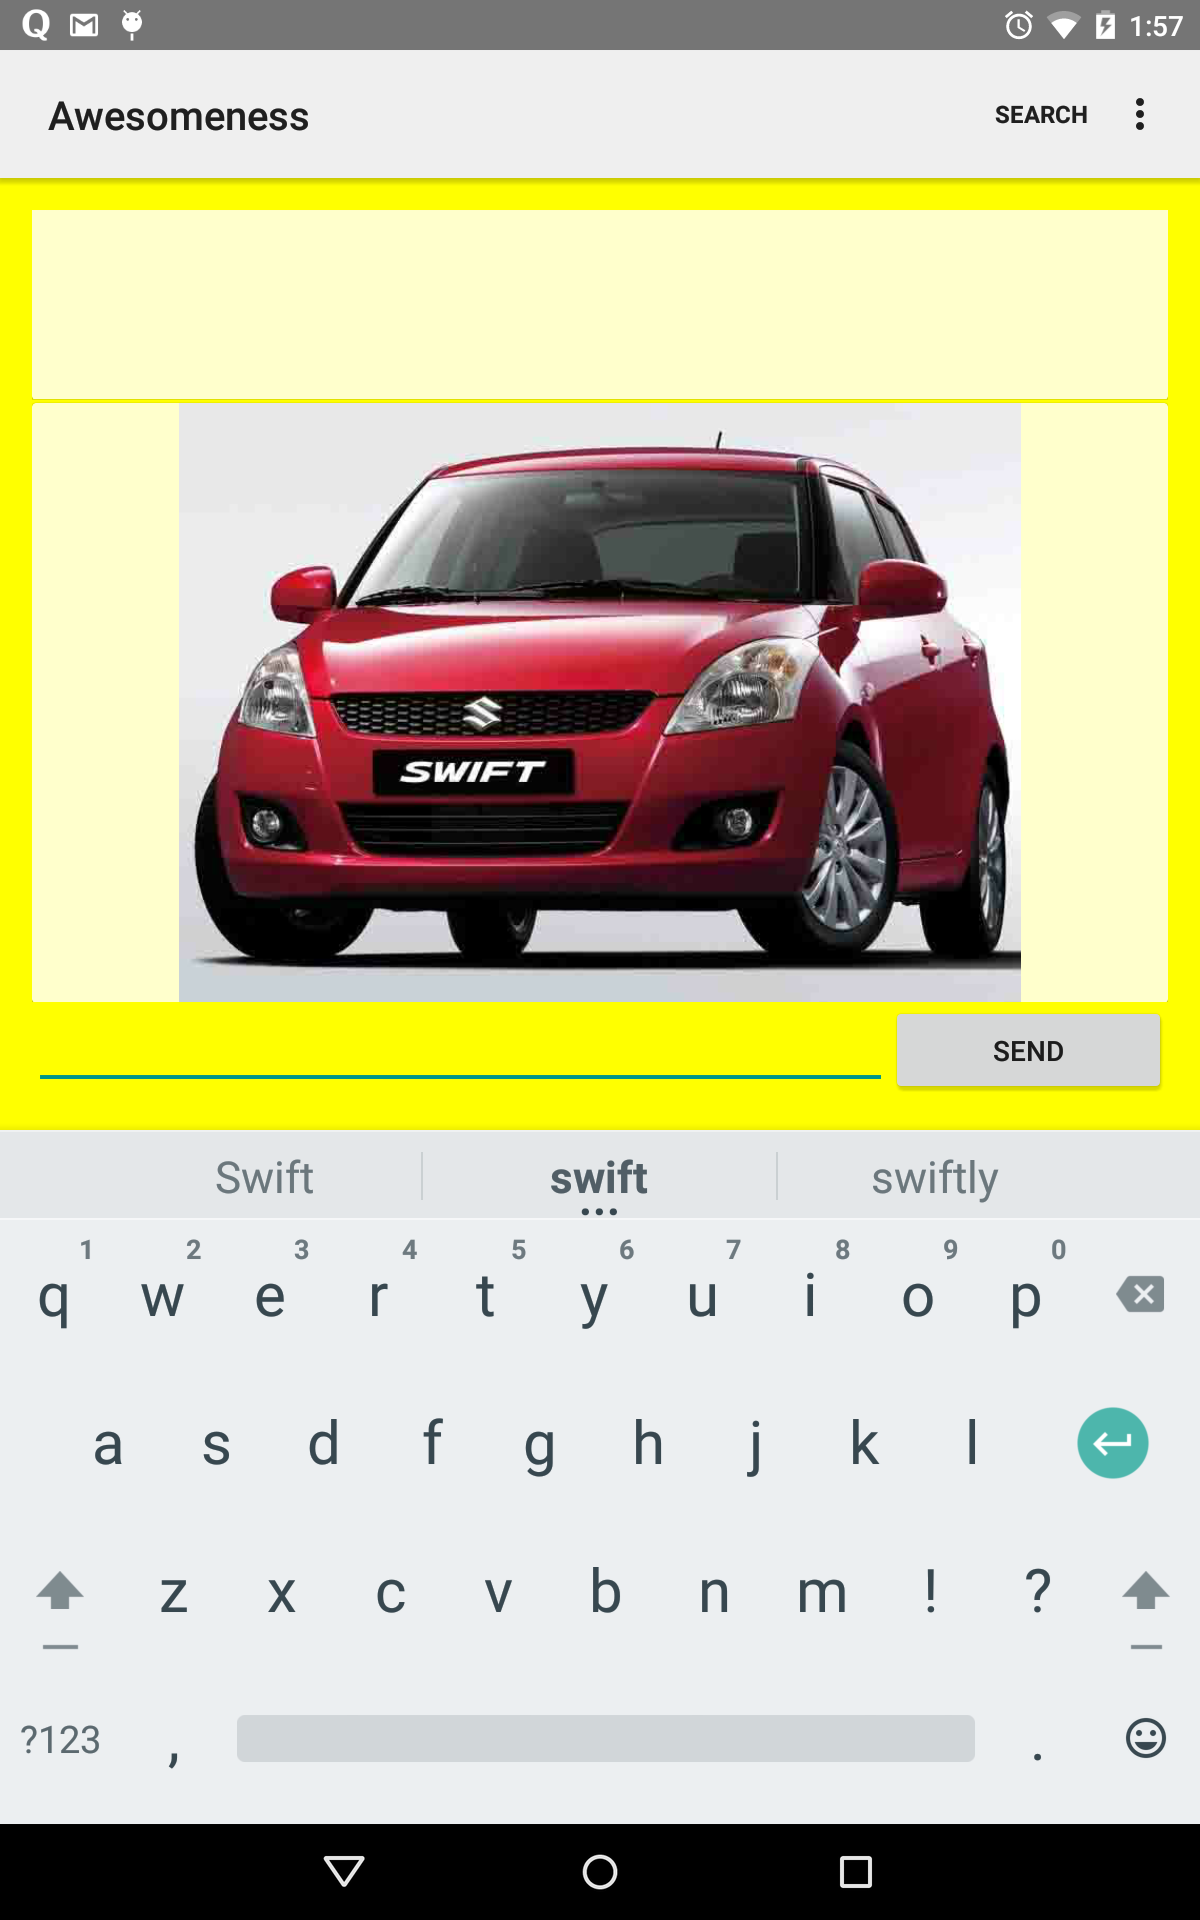 Q 1:57
Awesomeness SEARCH
SWIFT
SEND
Swift swift swiftly
1 2 3 4 5 6 7 8 9 0
q w e r t y u i o p
a s d f g h j k l
z x c v b n m ! ?
?123 , .